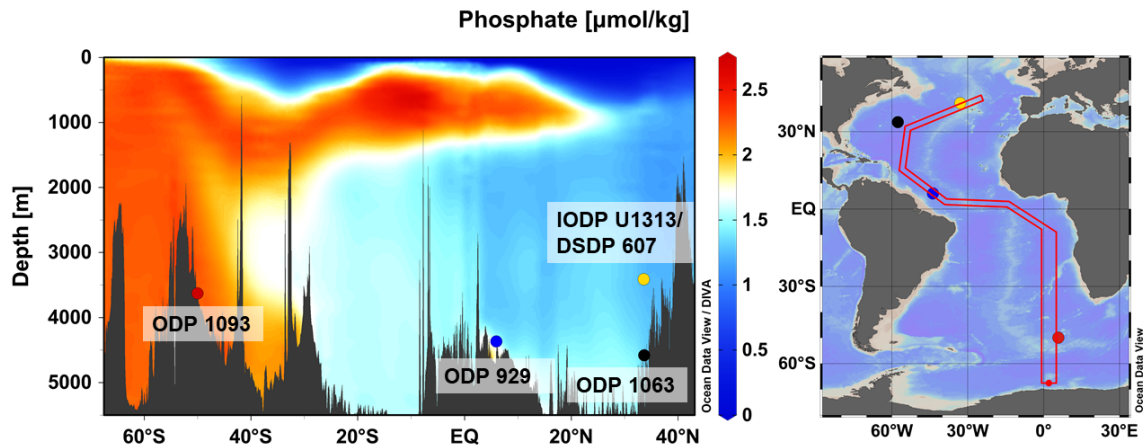 Phosphate [µmol/kg]
0
1000
2000
3000
4000
5000
Depth [m]
60°S
40°S
20°S
EQ
20°N
40°N
ODP 1093
ODP 929
ODP 1063
IODP U1313/
DSDP 607
2.5
2
1.5
1
0.5
0
Ocean Data View / DIVA
30°N
EQ
30°S
60°S
60°W
30°W
0°
30°E
Ocean Data View